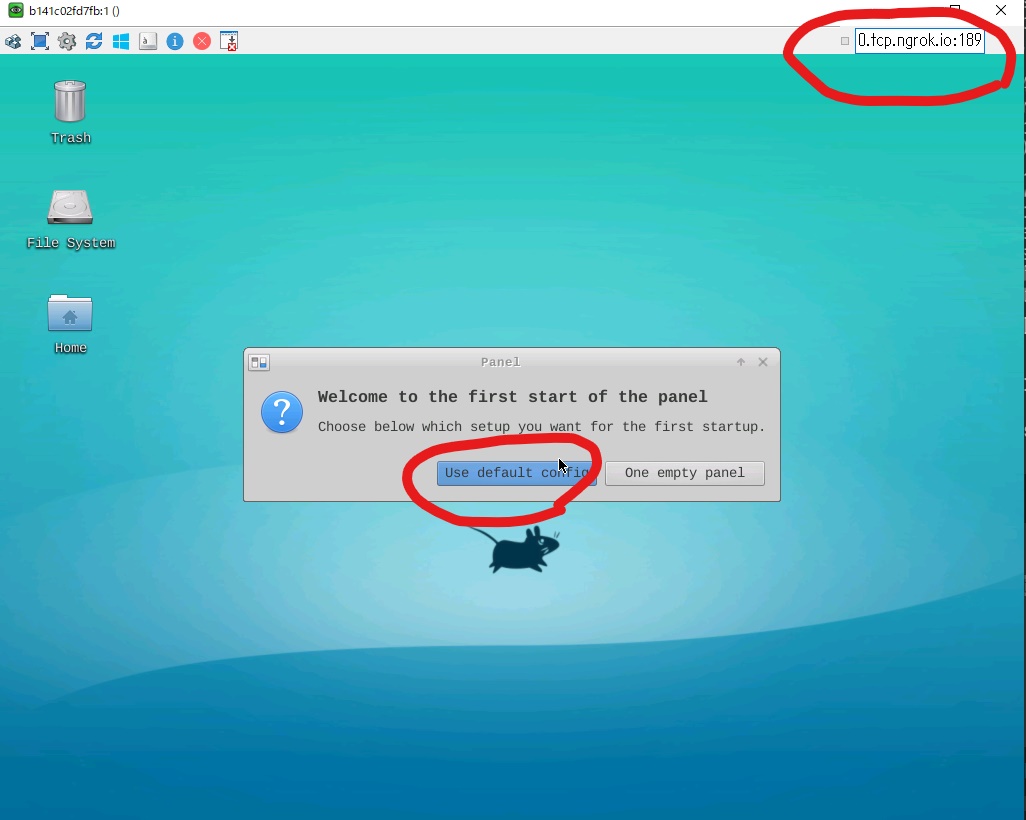 b141c02fd7fb:1 ()
0.tcp.ngrok.io:189
Trash
File System
Home
Panel
Welcome to the first start of the panel
Choose below which setup you want for the first startup.
Use default config
One empty panel